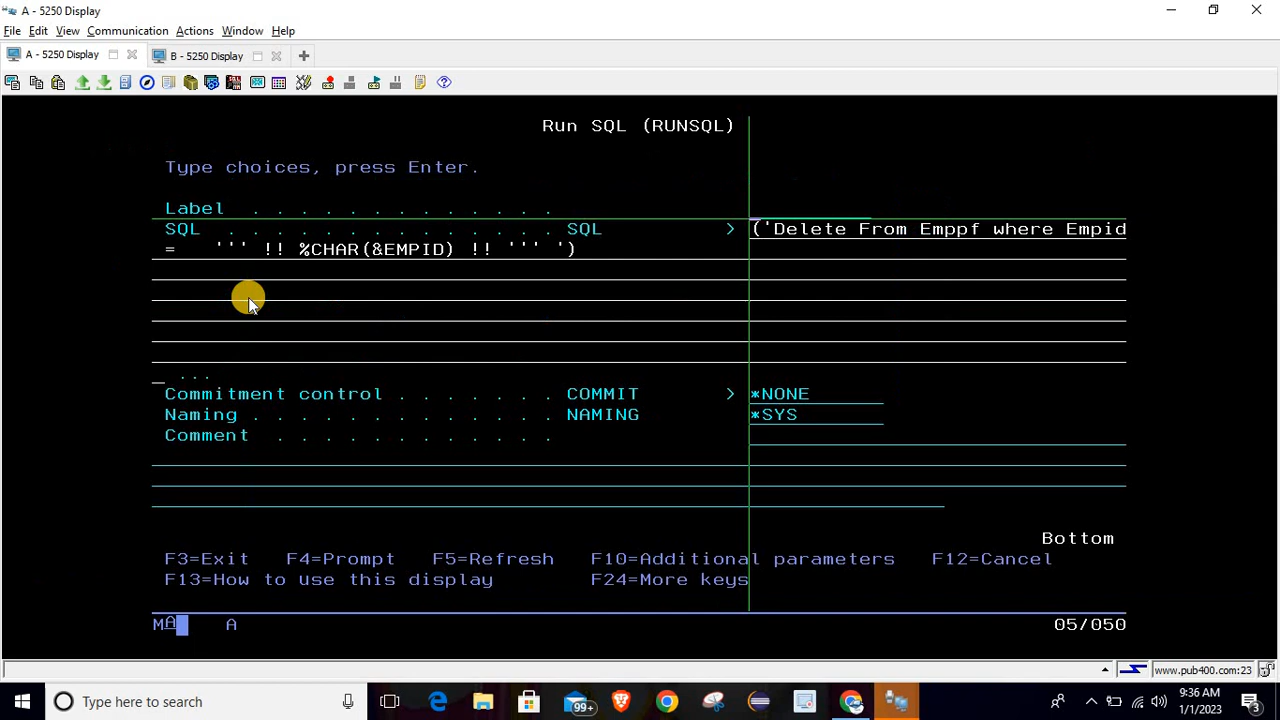 A - 5250 Display
File Edit View Communication Actions Window Help
A - 5250 Display B - 5250 Display
Run SQL (RUNSQL)
Type choices, press Enter.
Label . . . . . . . . . . . . .
SQL . . . . . . . . . . . . . . SQL > ('Delete From Emppf where Empid
= ''' !! %CHAR(&EMPID) !! ''' ')
...
Commitment control . . . . . . . COMMIT > *NONE
Naming . . . . . . . . . . . . . NAMING *SYS
Comment . . . . . . . . . . . .
Bottom
F3=Exit F4=Prompt F5=Refresh F10=Additional parameters F12=Cancel
F13=How to use this display F24=More keys
MA A 05/050
www.pub400.com:23
Type here to search 99+ 9:36 AM
1/1/2023 3